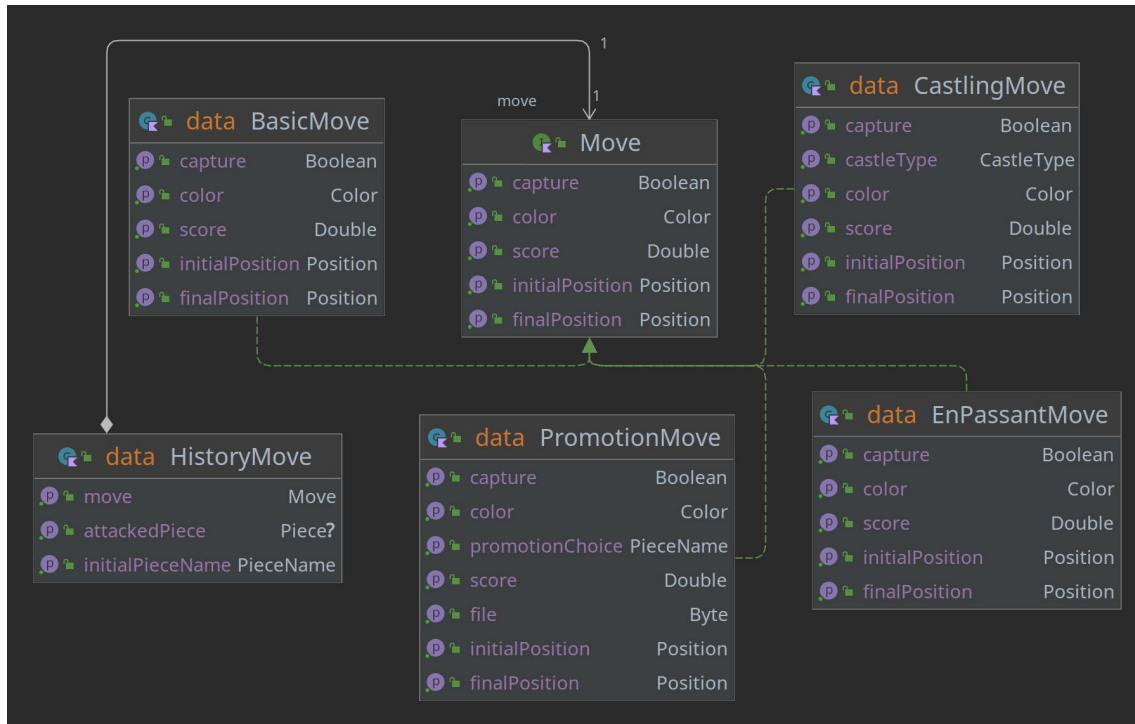 1
move
1
data BasicMove
capture Boolean
color Color
score Double
initialPosition Position
finalPosition Position
Move
capture Boolean
color Color
score Double
initialPosition Position
finalPosition Position
data CastlingMove
capture Boolean
castleType CastleType
color Color
score Double
initialPosition Position
finalPosition Position
data HistoryMove
move Move
attackedPiece Piece?
initialPieceName PieceName
data PromotionMove
capture Boolean
color Color
promotionChoice PieceName
score Double
file Byte
initialPosition Position
finalPosition Position
data EnPassantMove
capture Boolean
color Color
score Double
initialPosition Position
finalPosition Position